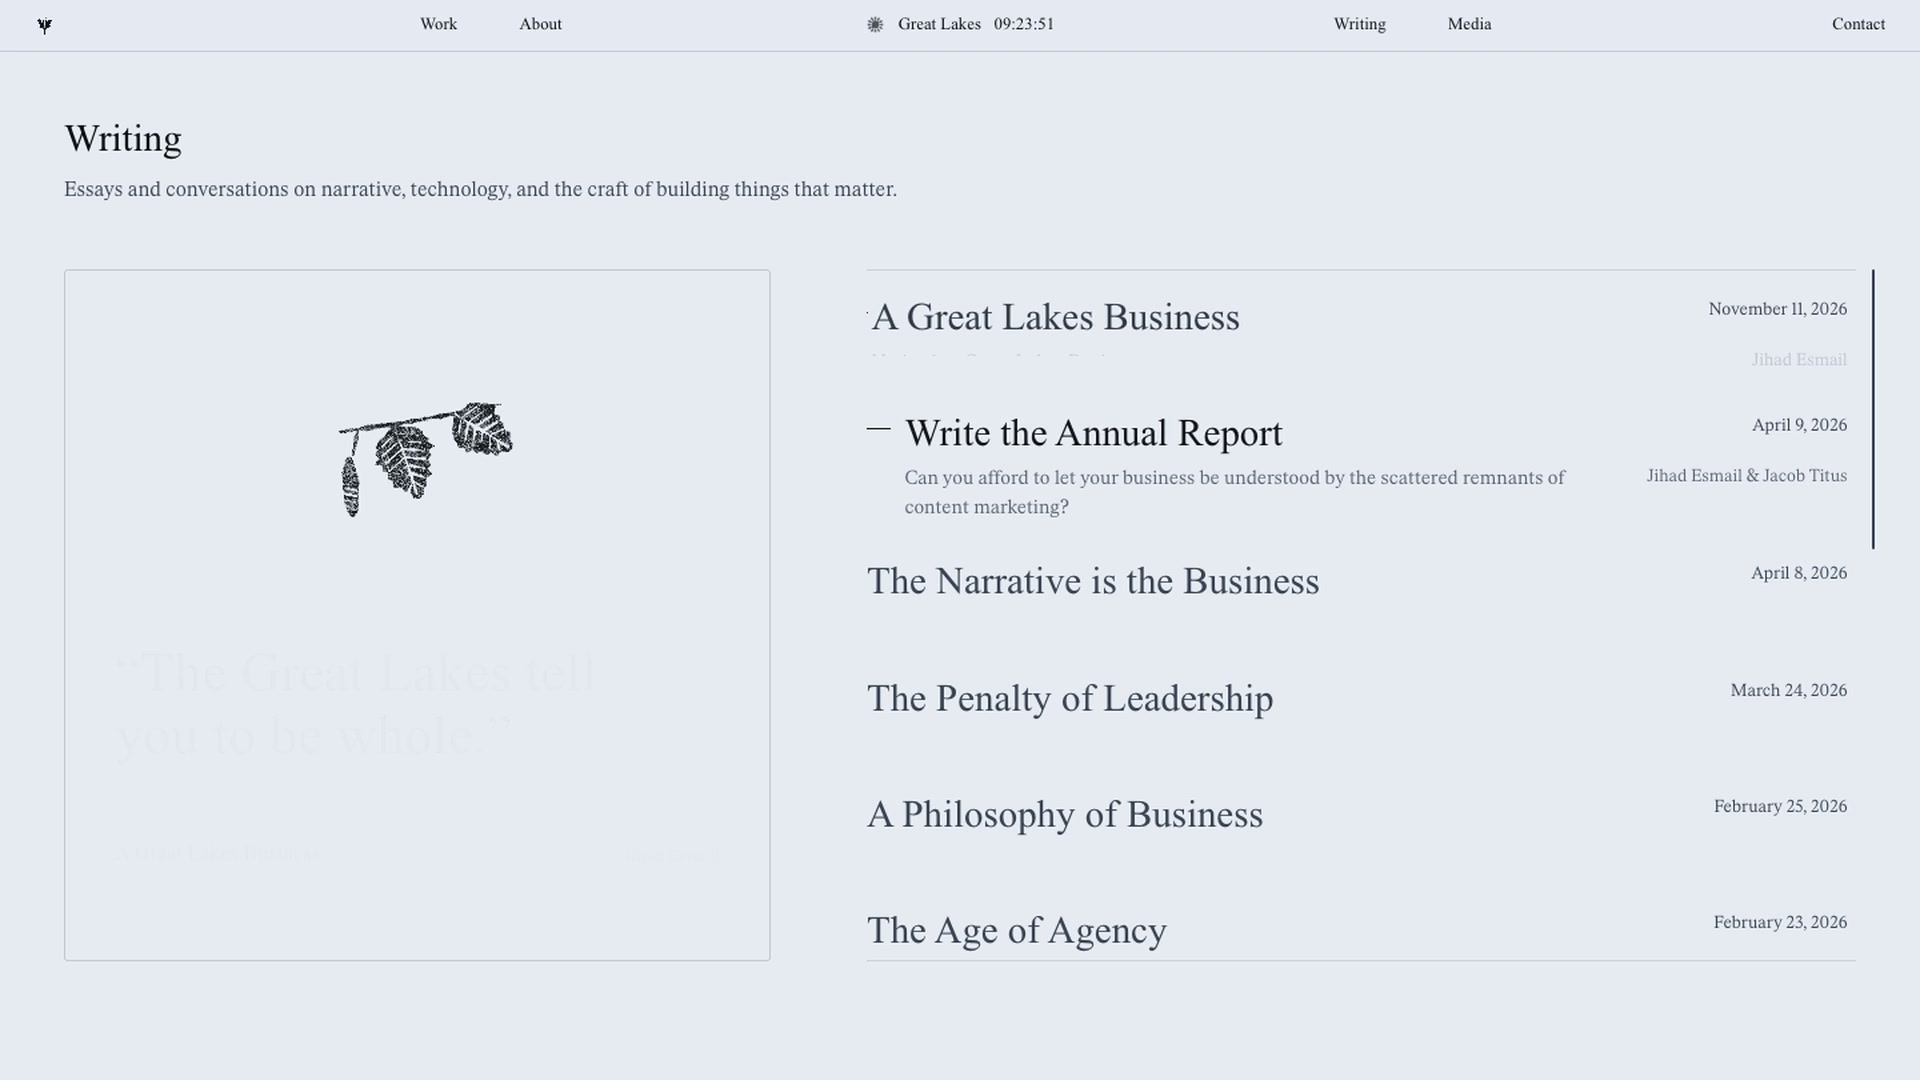 Work
About
Great Lakes 09:23:51
Writing
Media
Contact
Writing
Essays and conversations on narrative, technology, and the craft of building things that matter.
“The Great Lakes tell
you to be whole.”
A Great Lakes Business
Jihad Esmail
A Great Lakes Business
November 11, 2026
Jihad Esmail
Write the Annual Report
April 9, 2026
Can you afford to let your business be understood by the scattered remnants of
content marketing?
Jihad Esmail & Jacob Titus
The Narrative is the Business
April 8, 2026
The Penalty of Leadership
March 24, 2026
A Philosophy of Business
February 25, 2026
The Age of Agency
February 23, 2026